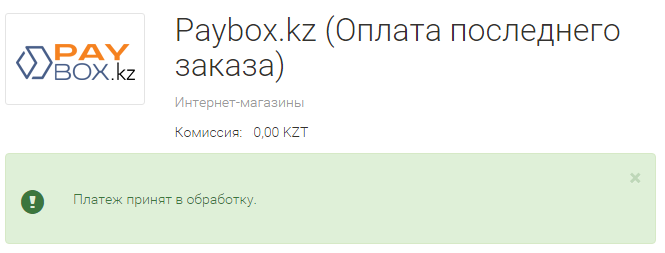 PAY
BOX.kz
Paybox.kz (Оплата последнего
заказа)
Интернет-магазины
Комиссия: 0,00 KZT
Платеж принят в обработку.